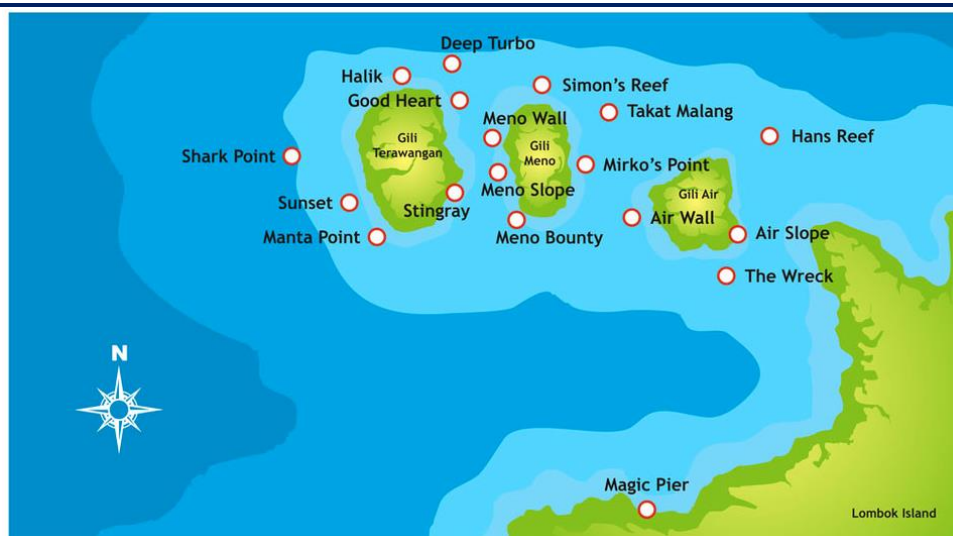 Deep Turbo
Halik
Simon's Reef
Good Heart
Takat Malang
Meno Wall
Hans Reef
Gili
Terawangan
Gili
Meno
Shark Point
Mirko's Point
Meno Slope
Gili Air
Sunset
Stingray
Air Wall
Manta Point
Meno Bounty
Air Slope
The Wreck
N
Magic Pier
Lombok Island